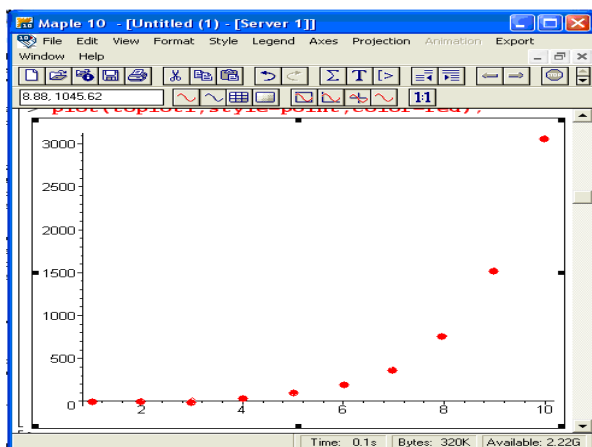 Maple 10 - [Untitled (1) - [Server 1]]
File Edit View Format Style Legend Axes Projection Animation Export
Window Help
Σ T [>
8.88, 1045.62 1:1
> plot(toplot1,style=point,color=red);
3000
2500
2000
1500
1000
500
0
2 4 6 8 10
Time: 0.1s Bytes: 320K Available: 2.22G